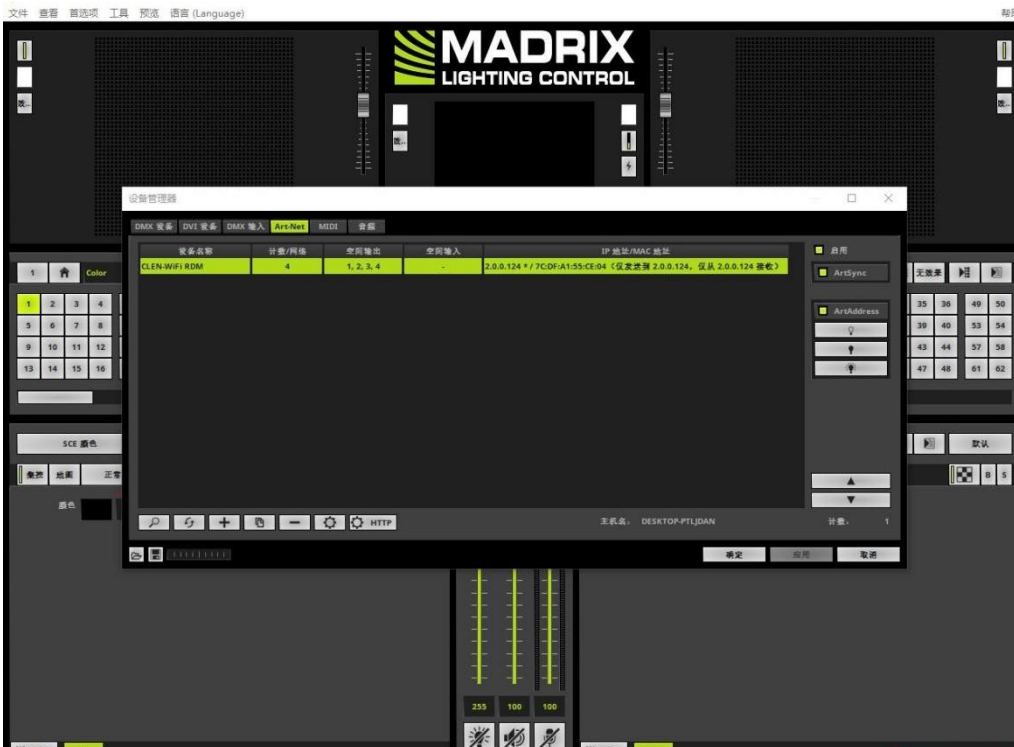 文件 查看 首选项 工具 预览 语言 (Language)
MADRIX
LIGHTING CONTROL
设备管理器
DMX 设备 DVI 设备 DMX 输入 Art-Net MIDI 音频
设备名称 计数/网络 空间输出 空间输入 IP 地址/MAC 地址
CLEN-WiFi RDM 4 1, 2, 3, 4 - 2.0.0.124 * / 7C:DF:A1:55:CE:04 (仅发送到 2.0.0.124, 仅从 2.0.0.124 接收)
启用
ArtSync
ArtAddress
1 Color 无效果
1 2 3 4 35 36 49 50
5 6 7 8 39 40 53 54
9 10 11 12 43 44 57 58
13 14 15 16 47 48 61 62
SCE 颜色 默认
正常 B S
颜色
HTTP
主机名: DESKTOP-PTLJDAN 计数: 1
确定 应用 取消
255 100 100